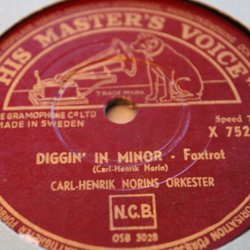 HIS MASTER'S VOICE
TRADE MARK
GRAMOPHONE CO LTD
MADE IN SWEDEN
Speed
X 752
DIGGIN' IN MINOR - Foxtrot
(Carl-Henrik Norin)
CARL-HENRIK NORINS ORKESTER
N.C.B.
OSB 3028